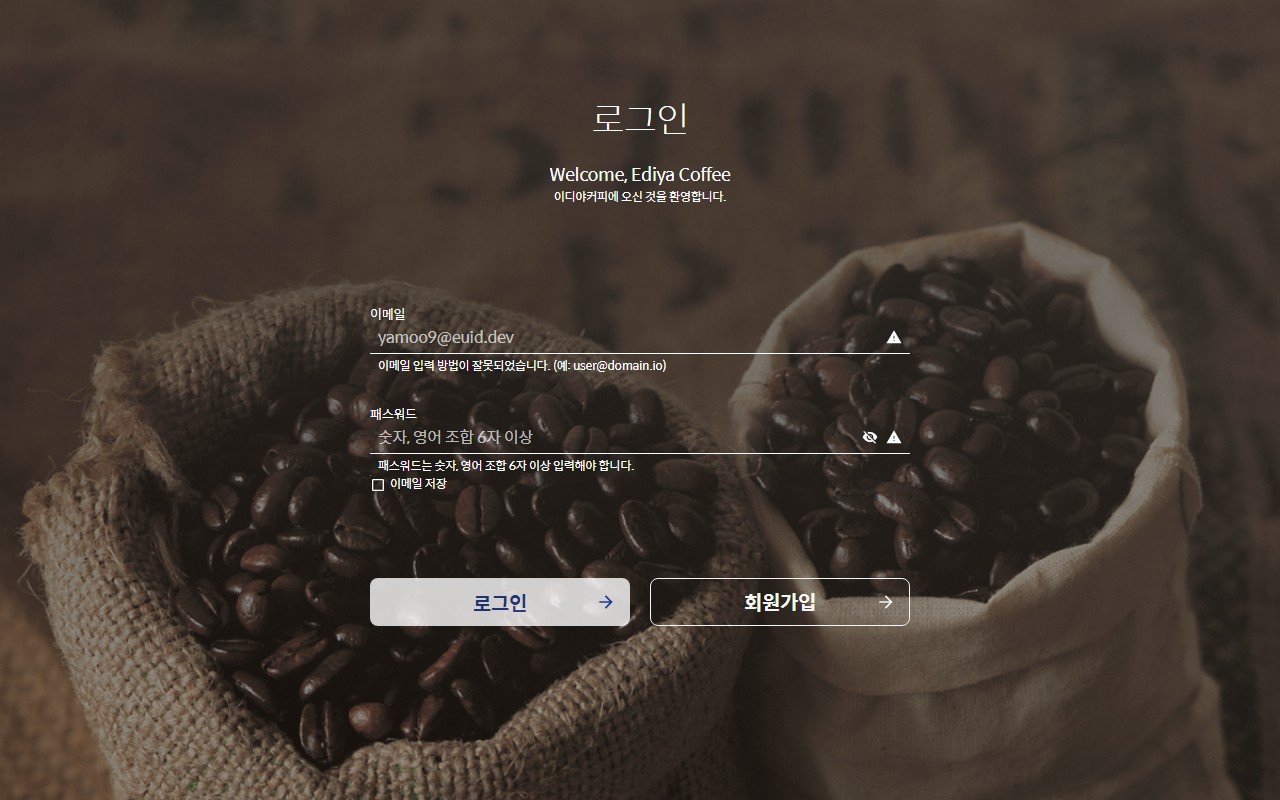 로그인
Welcome, Ediya Coffee
이디야커피에 오신 것을 환영합니다.
이메일
yamoo9@euid.dev
이메일 입력 방법이 잘못되었습니다. (예: user@domain.io)
패스워드
숫자, 영어 조합 6자 이상
패스워드는 숫자, 영어 조합 6자 이상 입력해야 합니다.
이메일 저장
로그인
회원가입